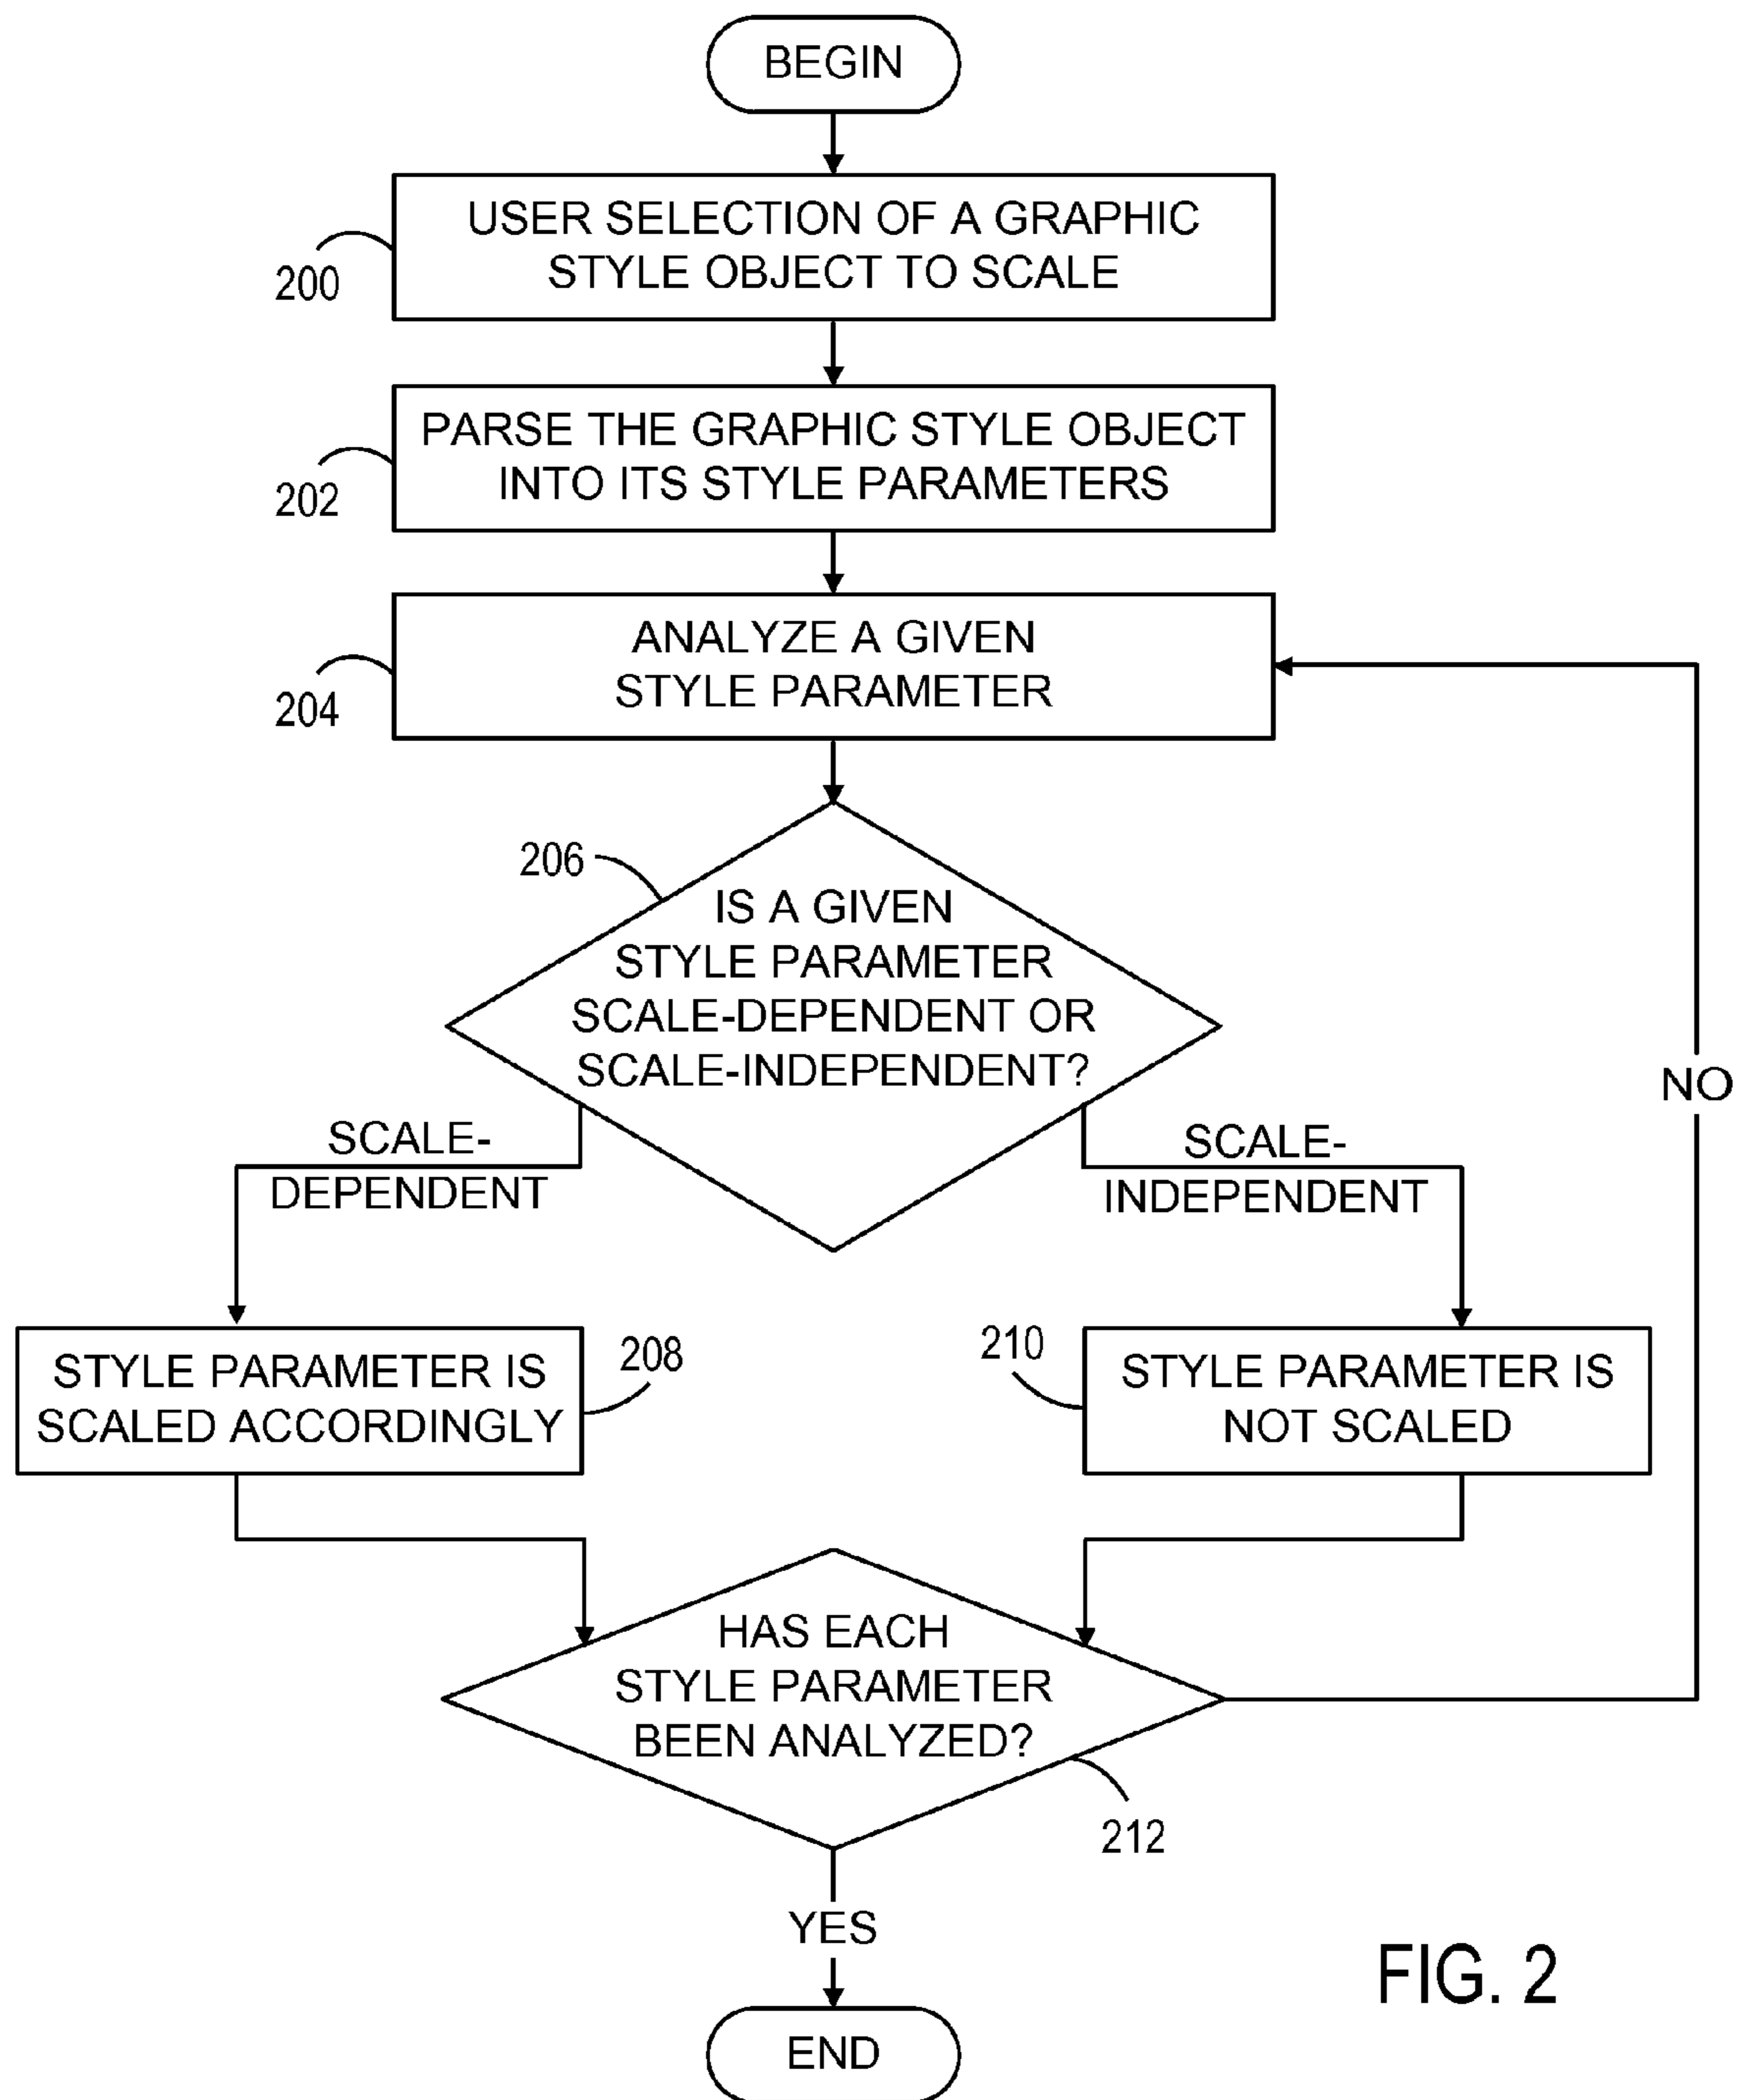 BEGIN
USER SELECTION OF A GRAPHIC
STYLE OBJECT TO SCALE
200
PARSE THE GRAPHIC STYLE OBJECT
INTO ITS STYLE PARAMETERS
202
ANALYZE A GIVEN
STYLE PARAMETER
204
206
IS A GIVEN
STYLE PARAMETER
SCALE-DEPENDENT OR
SCALE-INDEPENDENT?
NO
SCALE-
DEPENDENT
SCALE-
INDEPENDENT
STYLE PARAMETER IS
SCALED ACCORDINGLY
208
210
STYLE PARAMETER IS
NOT SCALED
HAS EACH
STYLE PARAMETER
BEEN ANALYZED?
212
YES
END
FIG. 2